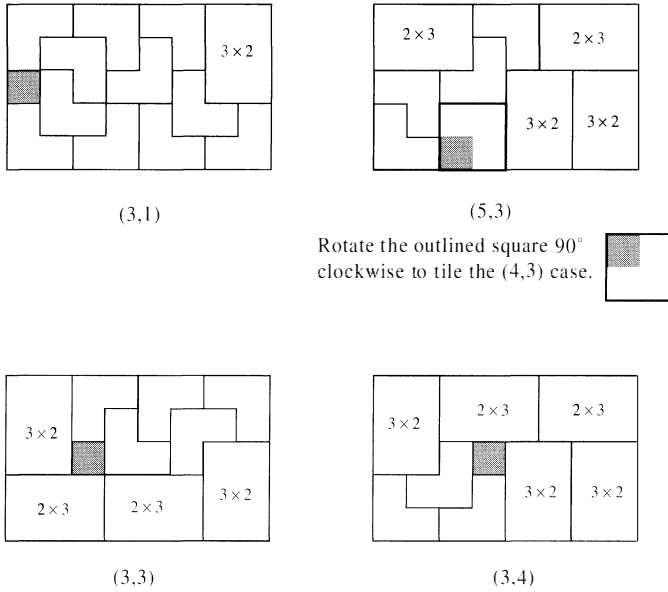 3 × 2
(3,1)
2 × 3
2 × 3
3 × 2
3 × 2
(5,3)
Rotate the outlined square 90°
clockwise to tile the (4,3) case.
3 × 2
2 × 3
2 × 3
3 × 2
(3,3)
3 × 2
2 × 3
2 × 3
3 × 2
3 × 2
(3,4)